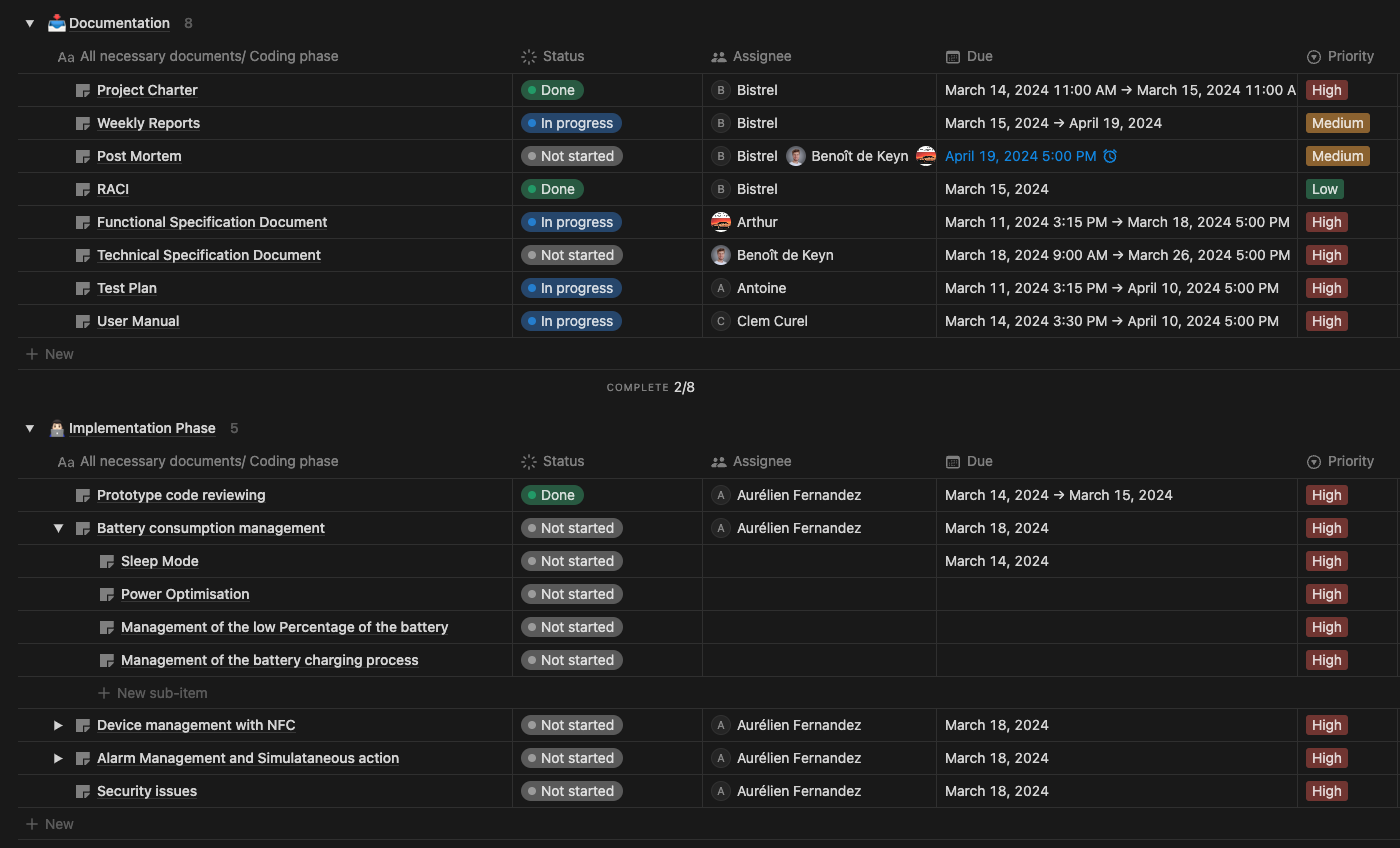 Documentation 8
Aa All necessary documents/ Coding phase Status Assignee Due Priority
Project Charter Done B Bistrel March 14, 2024 11:00 AM → March 15, 2024 11:00 A High
Weekly Reports In progress B Bistrel March 15, 2024 → April 19, 2024 Medium
Post Mortem Not started B Bistrel Benoît de Keyn April 19, 2024 5:00 PM Medium
RACI Done B Bistrel March 15, 2024 Low
Functional Specification Document In progress Arthur March 11, 2024 3:15 PM → March 18, 2024 5:00 PM High
Technical Specification Document Not started Benoît de Keyn March 18, 2024 9:00 AM → March 26, 2024 5:00 PM High
Test Plan In progress A Antoine March 11, 2024 3:15 PM → April 10, 2024 5:00 PM High
User Manual In progress C Clem Curel March 14, 2024 3:30 PM → April 10, 2024 5:00 PM High
+ New
COMPLETE 2/8
Implementation Phase 5
Aa All necessary documents/ Coding phase Status Assignee Due Priority
Prototype code reviewing Done A Aurélien Fernandez March 14, 2024 → March 15, 2024 High
Battery consumption management Not started A Aurélien Fernandez March 18, 2024 High
Sleep Mode Not started March 14, 2024 High
Power Optimisation Not started High
Management of the low Percentage of the battery Not started High
Management of the battery charging process Not started High
+ New sub-item
Device management with NFC Not started A Aurélien Fernandez March 18, 2024 High
Alarm Management and Simulataneous action Not started A Aurélien Fernandez March 18, 2024 High
Security issues Not started A Aurélien Fernandez March 18, 2024 High
+ New